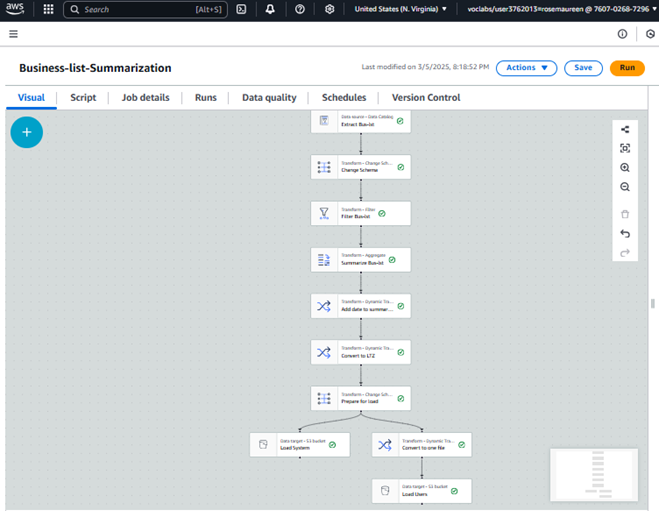 aws
Search
[Alt+S]
United States (N. Virginia)
voclabs/user3762013=rosemaureen @ 7607-0268-7296
Business-list-Summarization
Last modified on 3/5/2025, 8:18:52 PM
Actions
Save
Run
Visual
Script
Job details
Runs
Data quality
Schedules
Version Control
Data source - Data Catalog
Extract Bus-list
Transform - Change Sch...
Change Schema
Transform - Filter
Filter Bus-list
Transform - Aggregate
Summarize Bus-list
Transform - Dynamic Tra...
Add date to summar...
Transform - Dynamic Tra...
Convert to LTZ
Transform - Change Sch...
Prepare for load
Data target - S3 bucket
Load System
Transform - Dynamic Tra...
Convert to one file
Data target - S3 bucket
Load Users